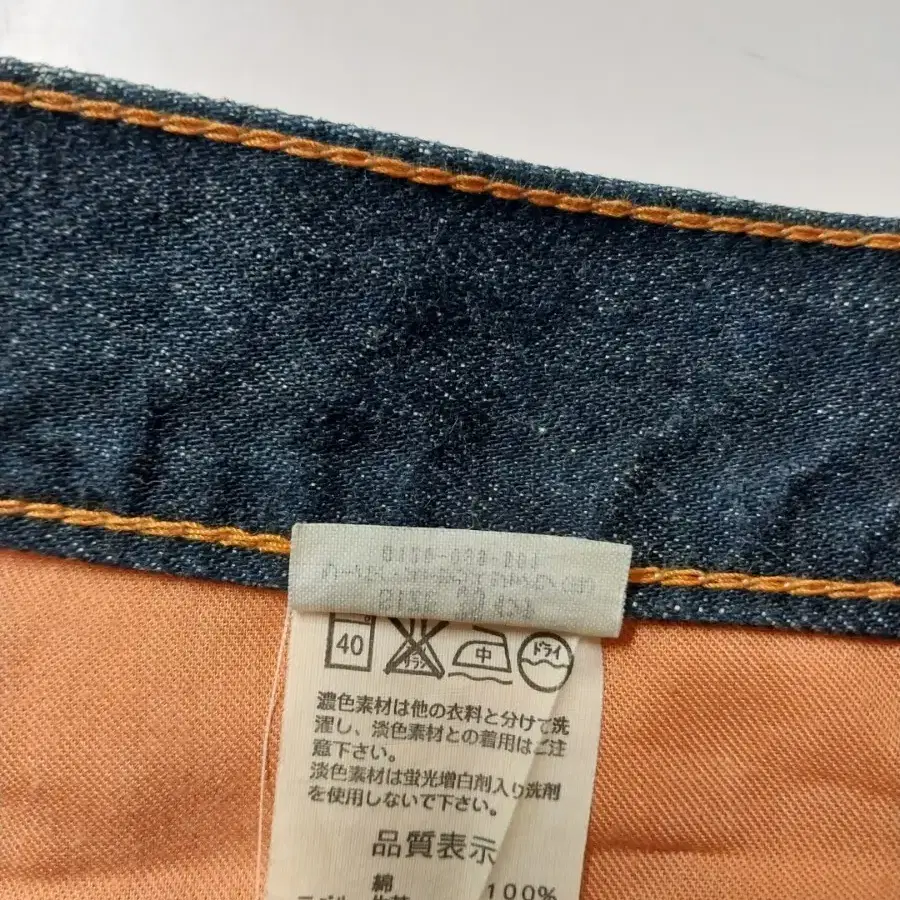 40
中
ドライ
濃色素材は他の衣料と分けて洗
濯し、淡色素材との着用はご注
意下さい。
淡色素材は蛍光増白剤入り洗剤
を使用しないで下さい。
品質表示
綿 100%